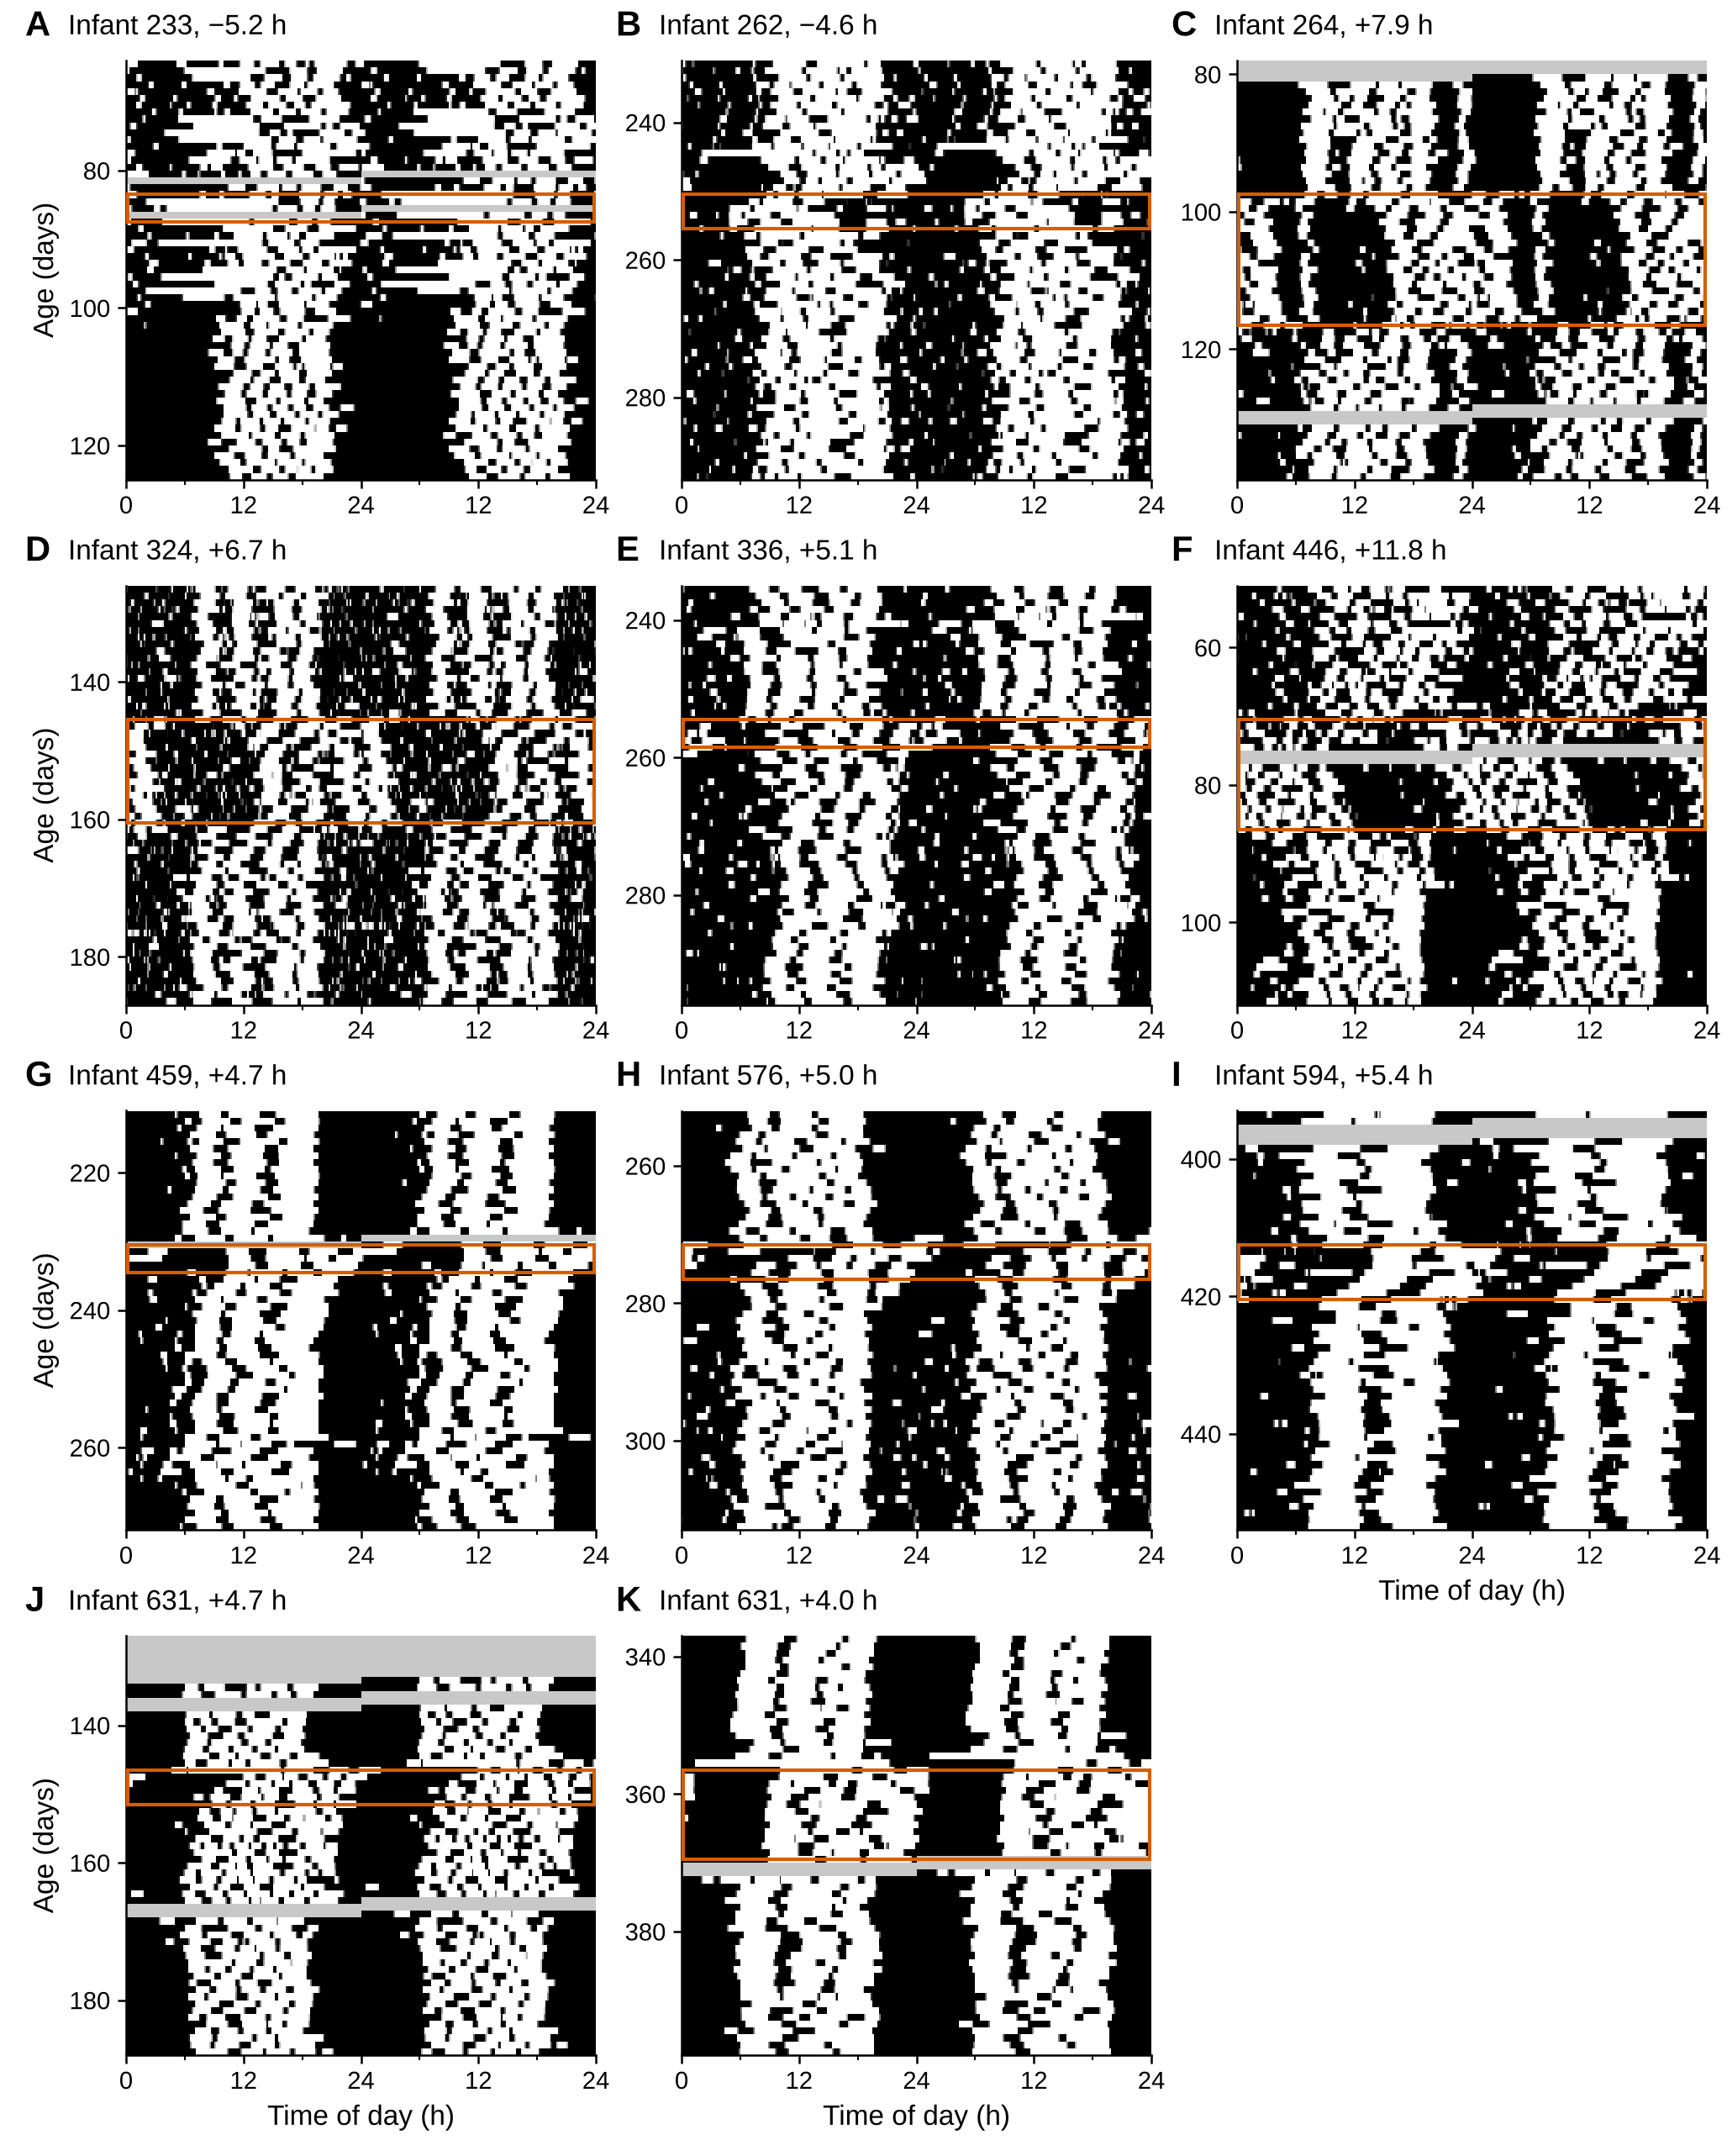 A Infant 233, −5.2 h
B Infant 262, −4.6 h
C Infant 264, +7.9 h
Age (days)
80
100
120
0 12 24 12 24
240
260
280
0 12 24 12 24
80
100
120
0 12 24 12 24
D Infant 324, +6.7 h
E Infant 336, +5.1 h
F Infant 446, +11.8 h
Age (days)
140
160
180
0 12 24 12 24
240
260
280
0 12 24 12 24
60
80
100
0 12 24 12 24
G Infant 459, +4.7 h
H Infant 576, +5.0 h
I Infant 594, +5.4 h
Age (days)
220
240
260
0 12 24 12 24
260
280
300
0 12 24 12 24
400
420
440
0 12 24 12 24
Time of day (h)
J Infant 631, +4.7 h
K Infant 631, +4.0 h
Age (days)
140
160
180
0 12 24 12 24
Time of day (h)
340
360
380
0 12 24 12 24
Time of day (h)